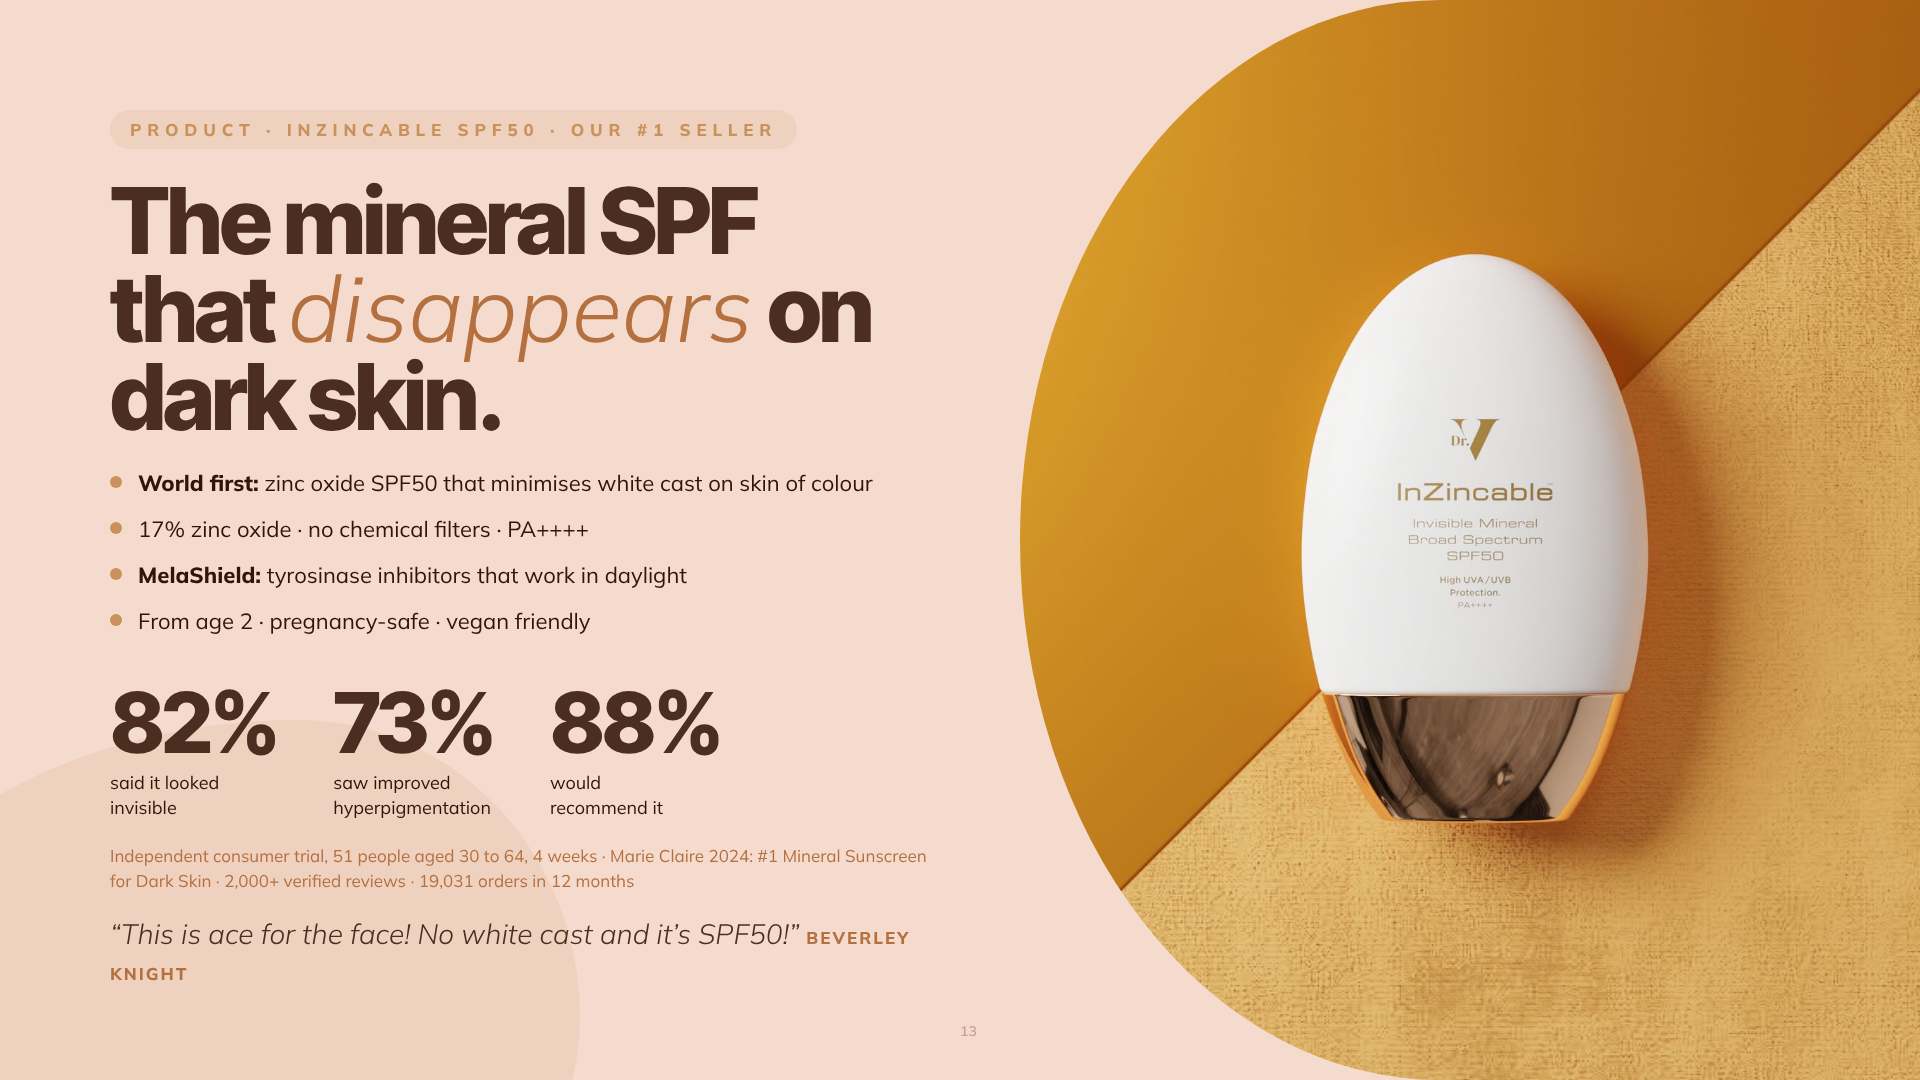 PRODUCT · INZINCABLE SPF50 · OUR #1 SELLER
The mineral SPF
that disappears on
dark skin.
World first: zinc oxide SPF50 that minimises white cast on skin of colour
17% zinc oxide · no chemical filters · PA++++
MelaShield: tyrosinase inhibitors that work in daylight
From age 2 · pregnancy-safe · vegan friendly
82% 73% 88%
said it looked saw improved would
invisible hyperpigmentation recommend it
Independent consumer trial, 51 people aged 30 to 64, 4 weeks · Marie Claire 2024: #1 Mineral Sunscreen
for Dark Skin · 2,000+ verified reviews · 19,031 orders in 12 months
“This is ace for the face! No white cast and it’s SPF50!” BEVERLEY
KNIGHT
13
Dr. V
InZincable
Invisible Mineral
Broad Spectrum
SPF50
High UVA/UVB
Protection.
PA++++